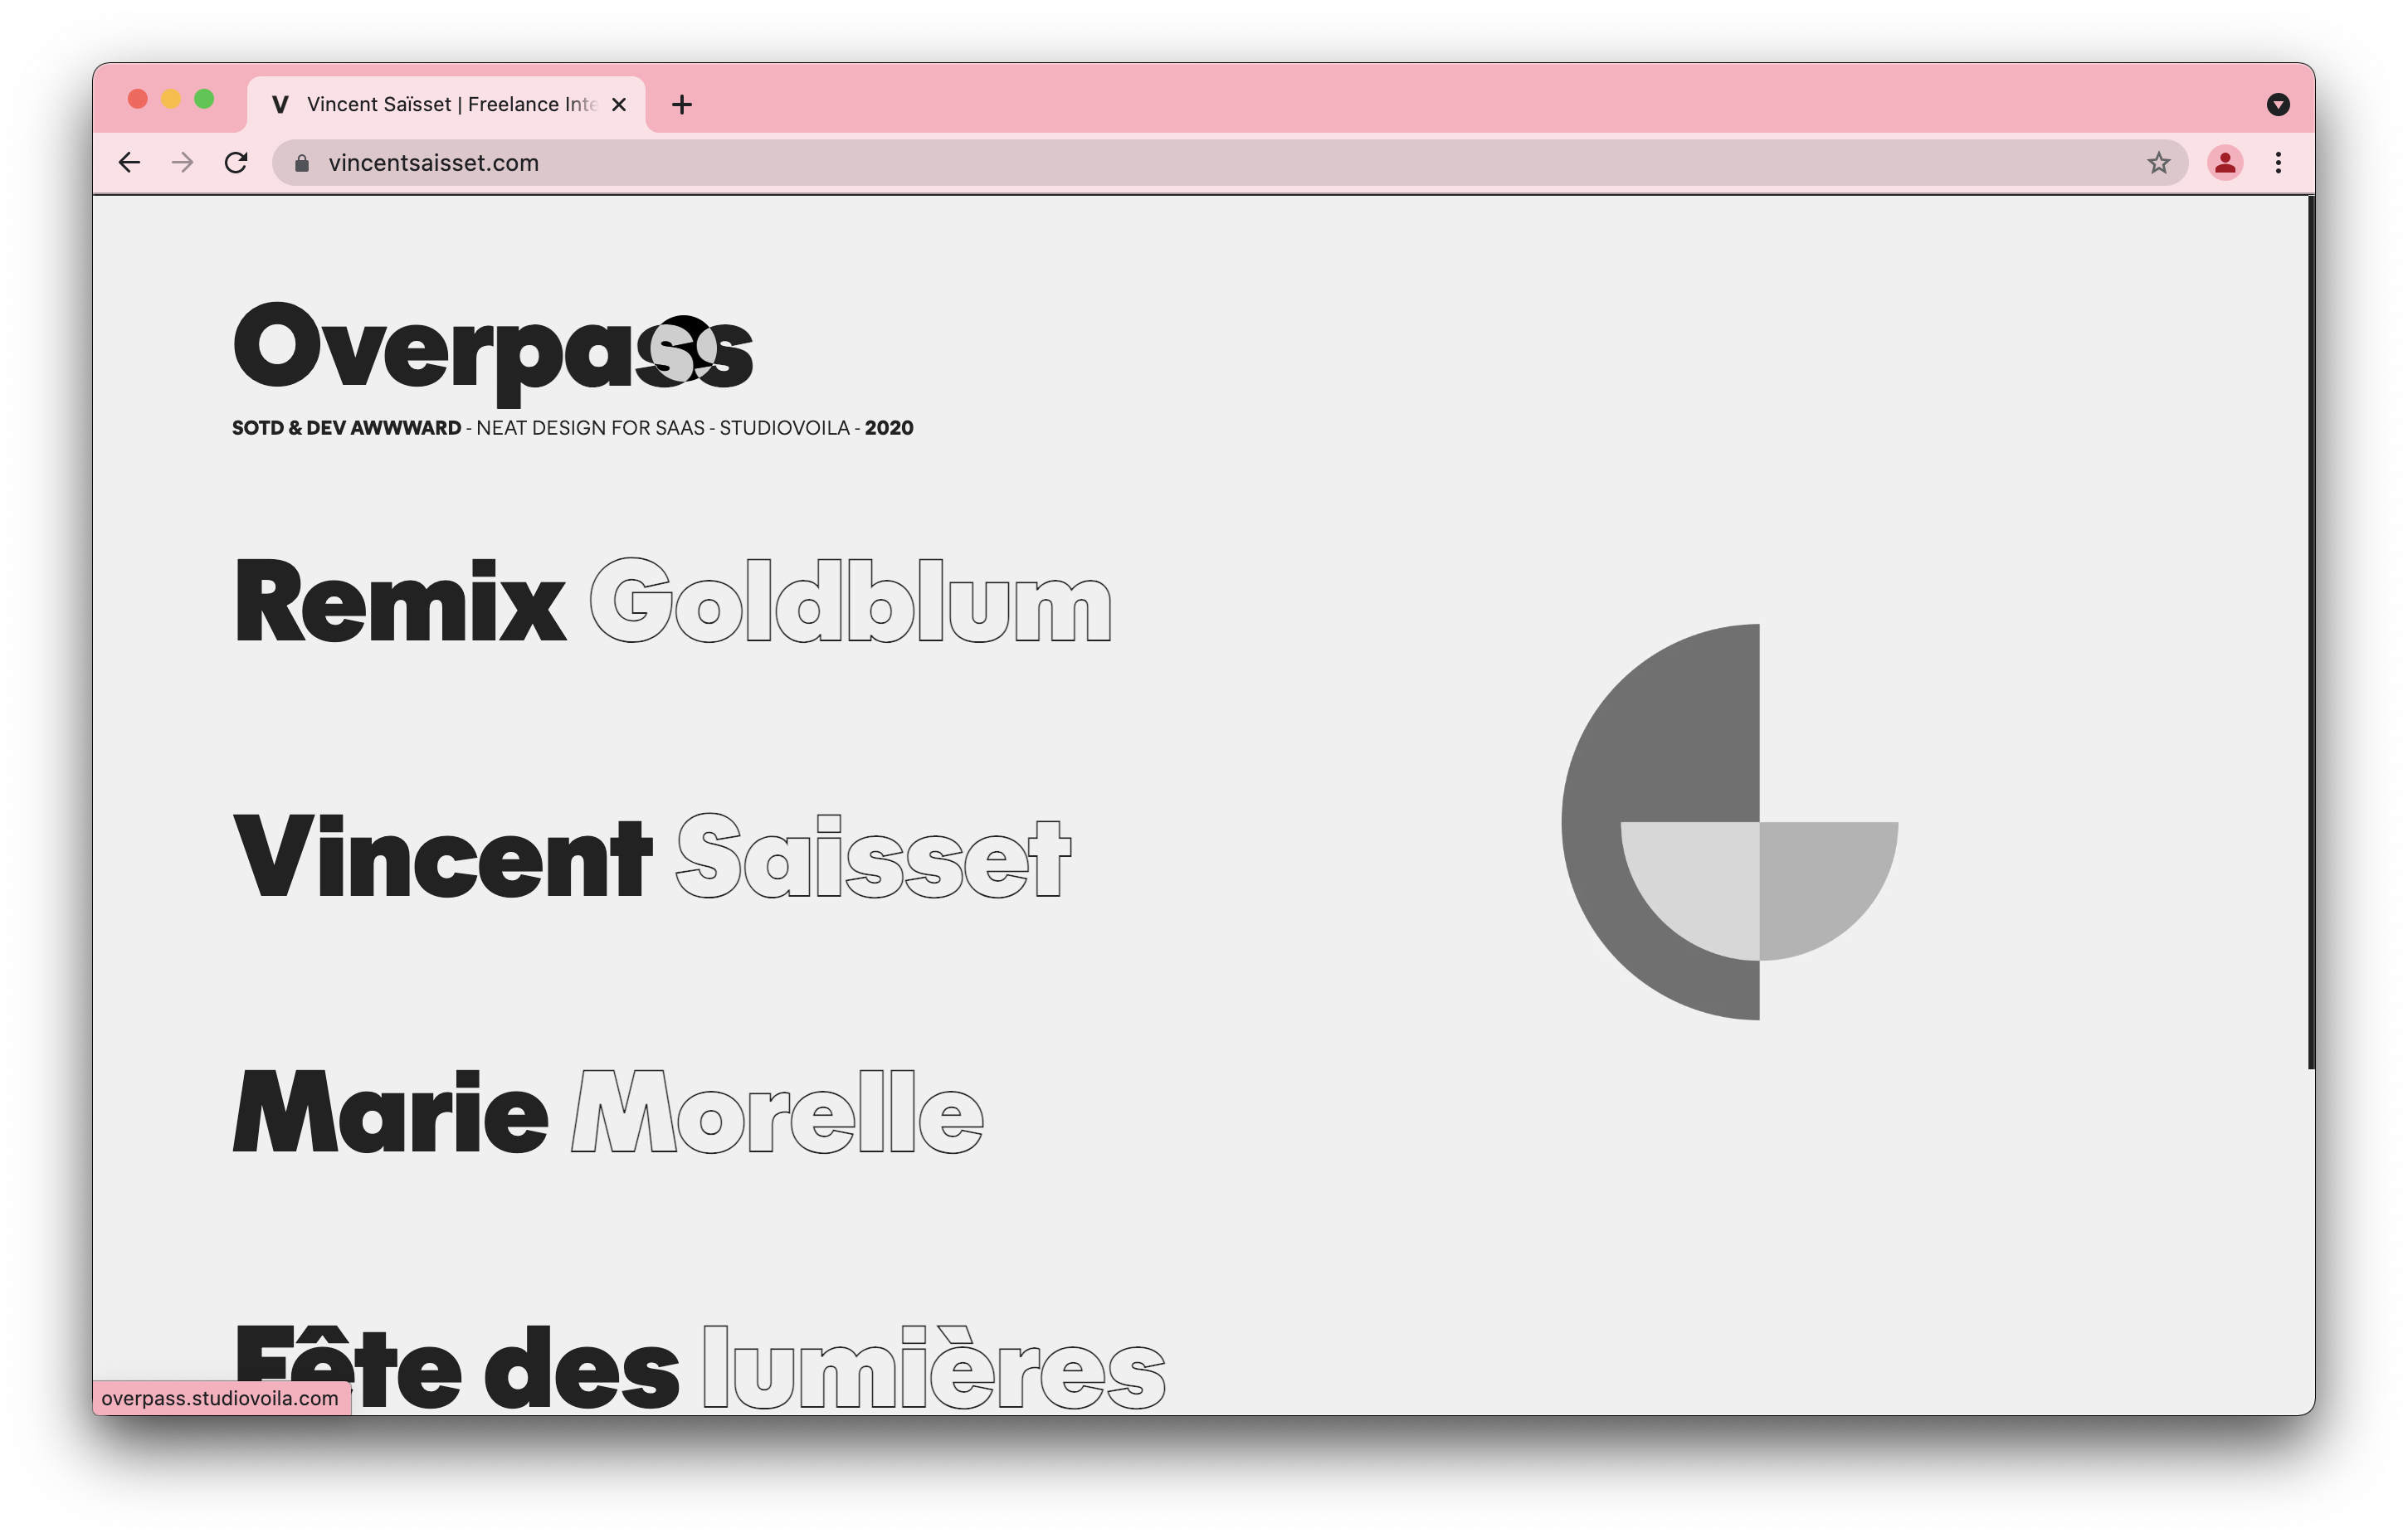 Vincent Saïsset | Freelance Inte
vincentsaisset.com
Overpass
SOTD & DEV AWWWARD - NEAT DESIGN FOR SAAS - STUDIOVOILA - 2020
Remix Goldblum
Vincent Saisset
Marie Morelle
Fête des lumières
overpass.studiovoila.com